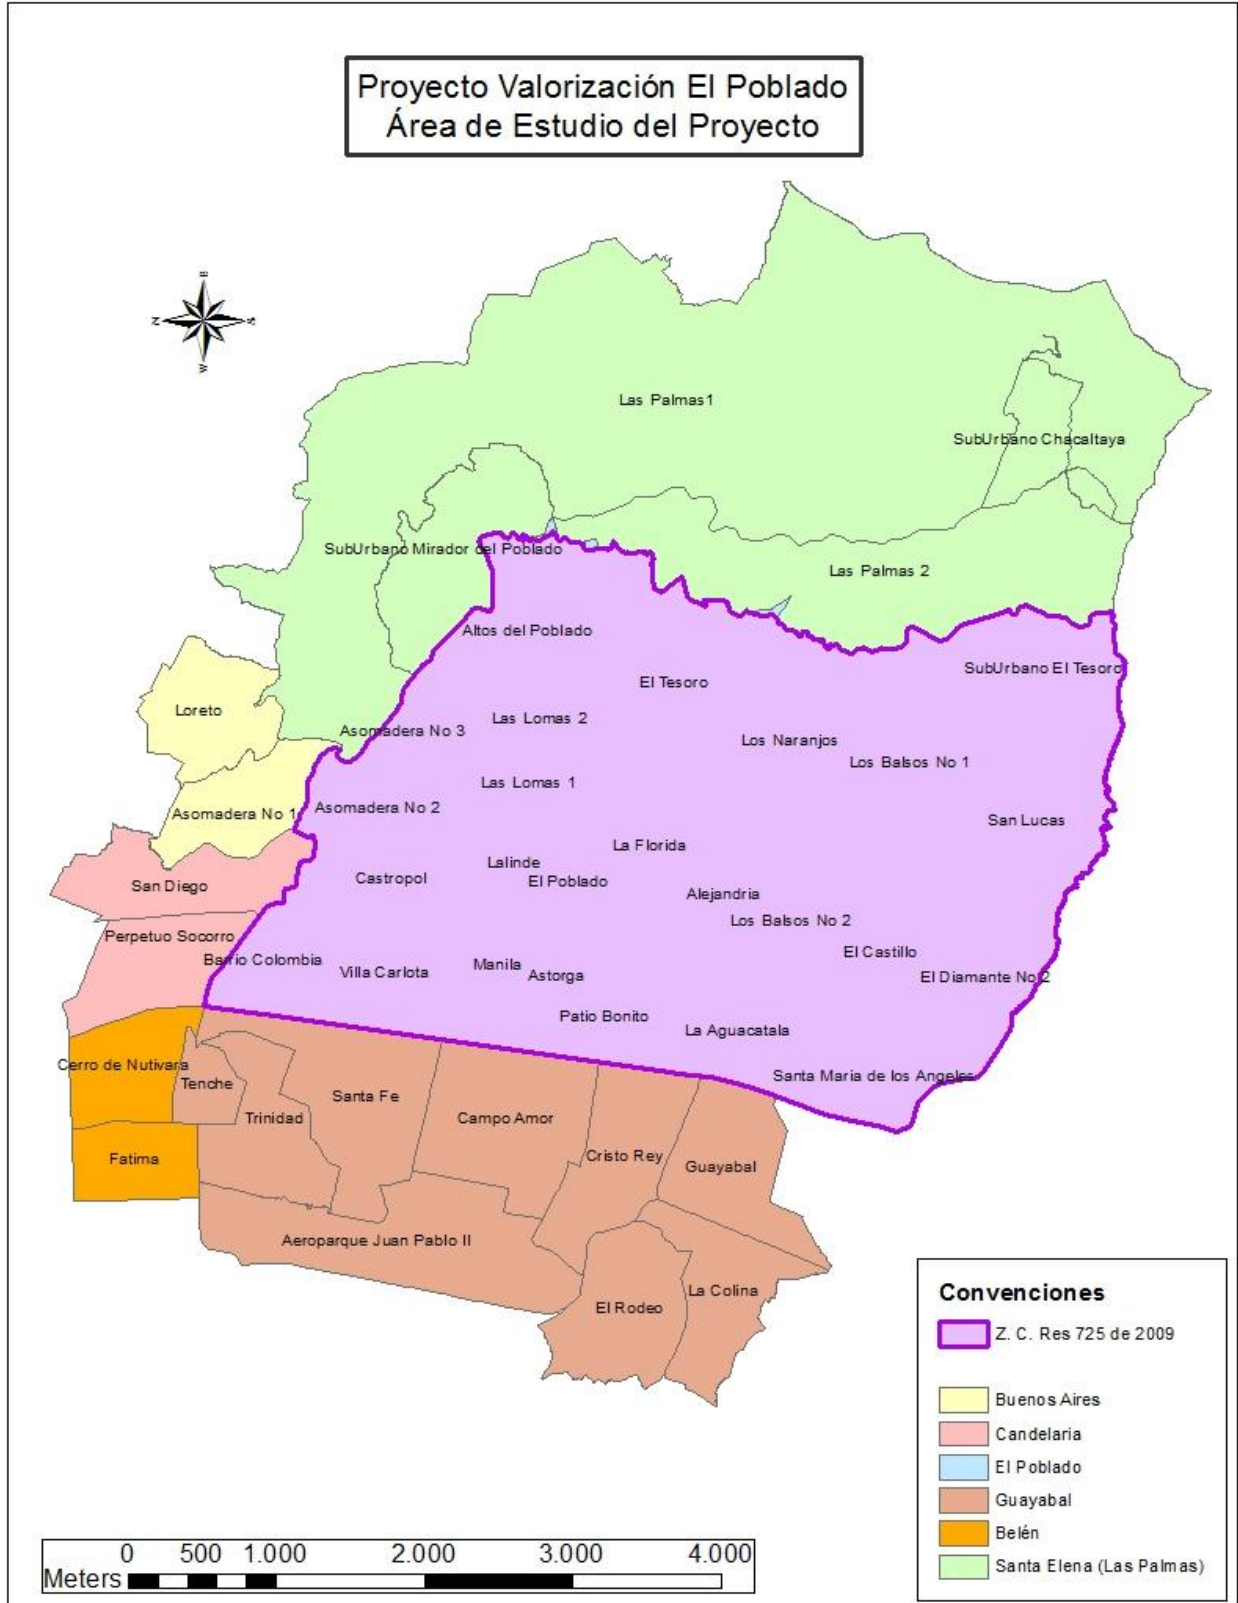 Proyecto Valorización El Poblado
Área de Estudio del Proyecto
E
N
S
W
Las Palmas1
SubUrbano Chacaltaya
SubUrbano Mirador del Poblado
Las Palmas 2
Altos del Poblado
SubUrbano El Tesoro
El Tesoro
Loreto
Las Lomas 2
Asomadera No 3
Los Naranjos
Los Balsos No 1
Las Lomas 1
Asomadera No 2
Asomadera No 1
San Lucas
La Florida
Lalinde
Castropol
El Poblado
San Diego
Alejandria
Los Balsos No 2
Perpetuo Socorro
El Castillo
Barrio Colombia
Villa Carlota
Manila
Astorga
El Diamante No 2
Patio Bonito
La Aguacatala
Cerro de Nutivara
Santa Maria de los Angeles
Tenche
Santa Fe
Trinidad
Campo Amor
Fatima
Cristo Rey
Guayabal
Aeroparque Juan Pablo II
La Colina
El Rodeo
Convenciones
Z. C. Res 725 de 2009
Buenos Aires
Candelaria
El Poblado
Guayabal
Belén
Santa Elena (Las Palmas)
0 500 1.000 2.000 3.000 4.000
Meters